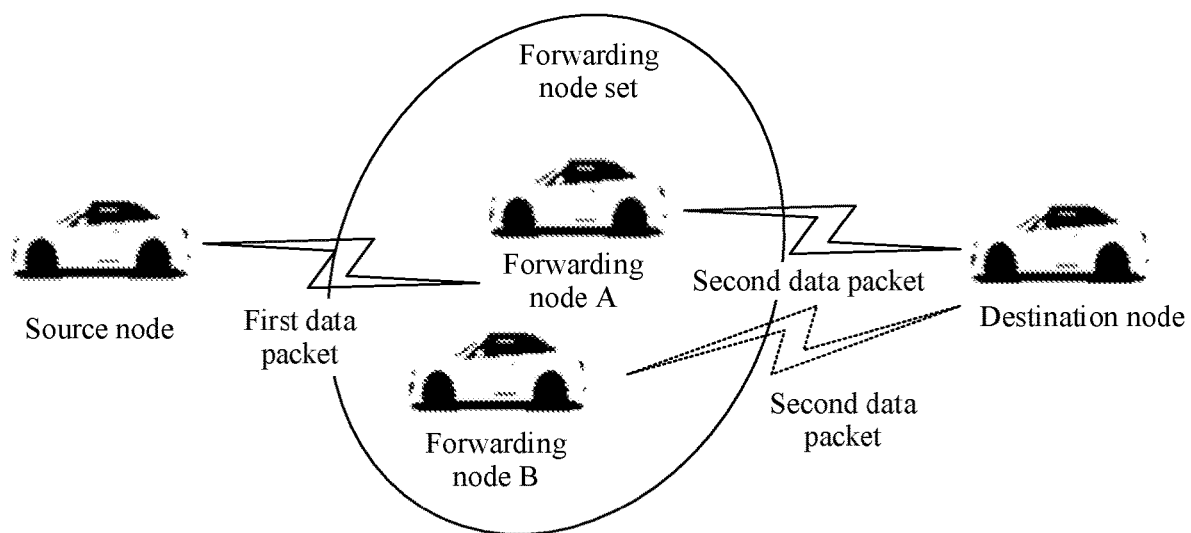 Forwarding
node set
Source node
First data
packet
Forwarding
node A
Second data packet
Destination node
Forwarding
node B
Second data
packet